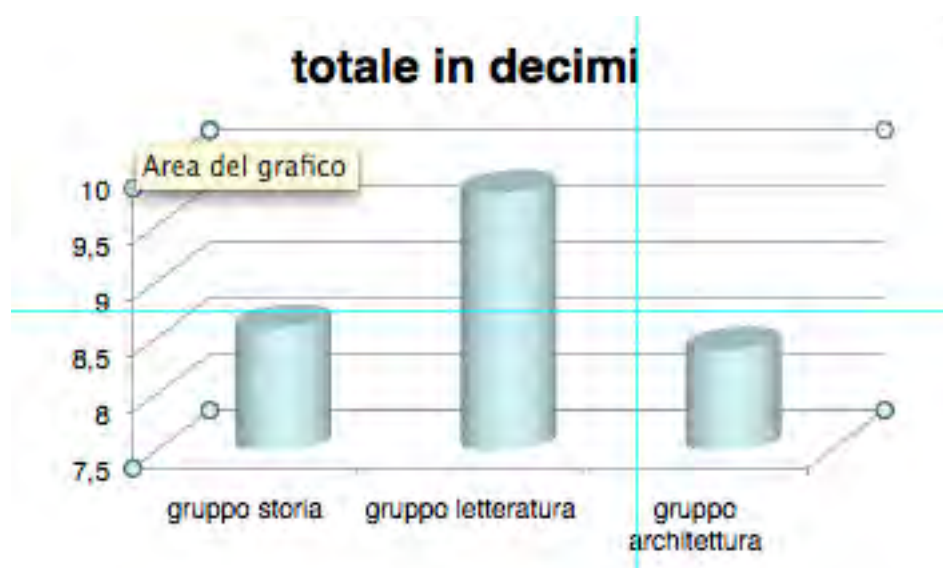 totale in decimi
Area del grafico
10
9,5
9
8,5
8
7,5
gruppo storia
gruppo letteratura
gruppo
architettura